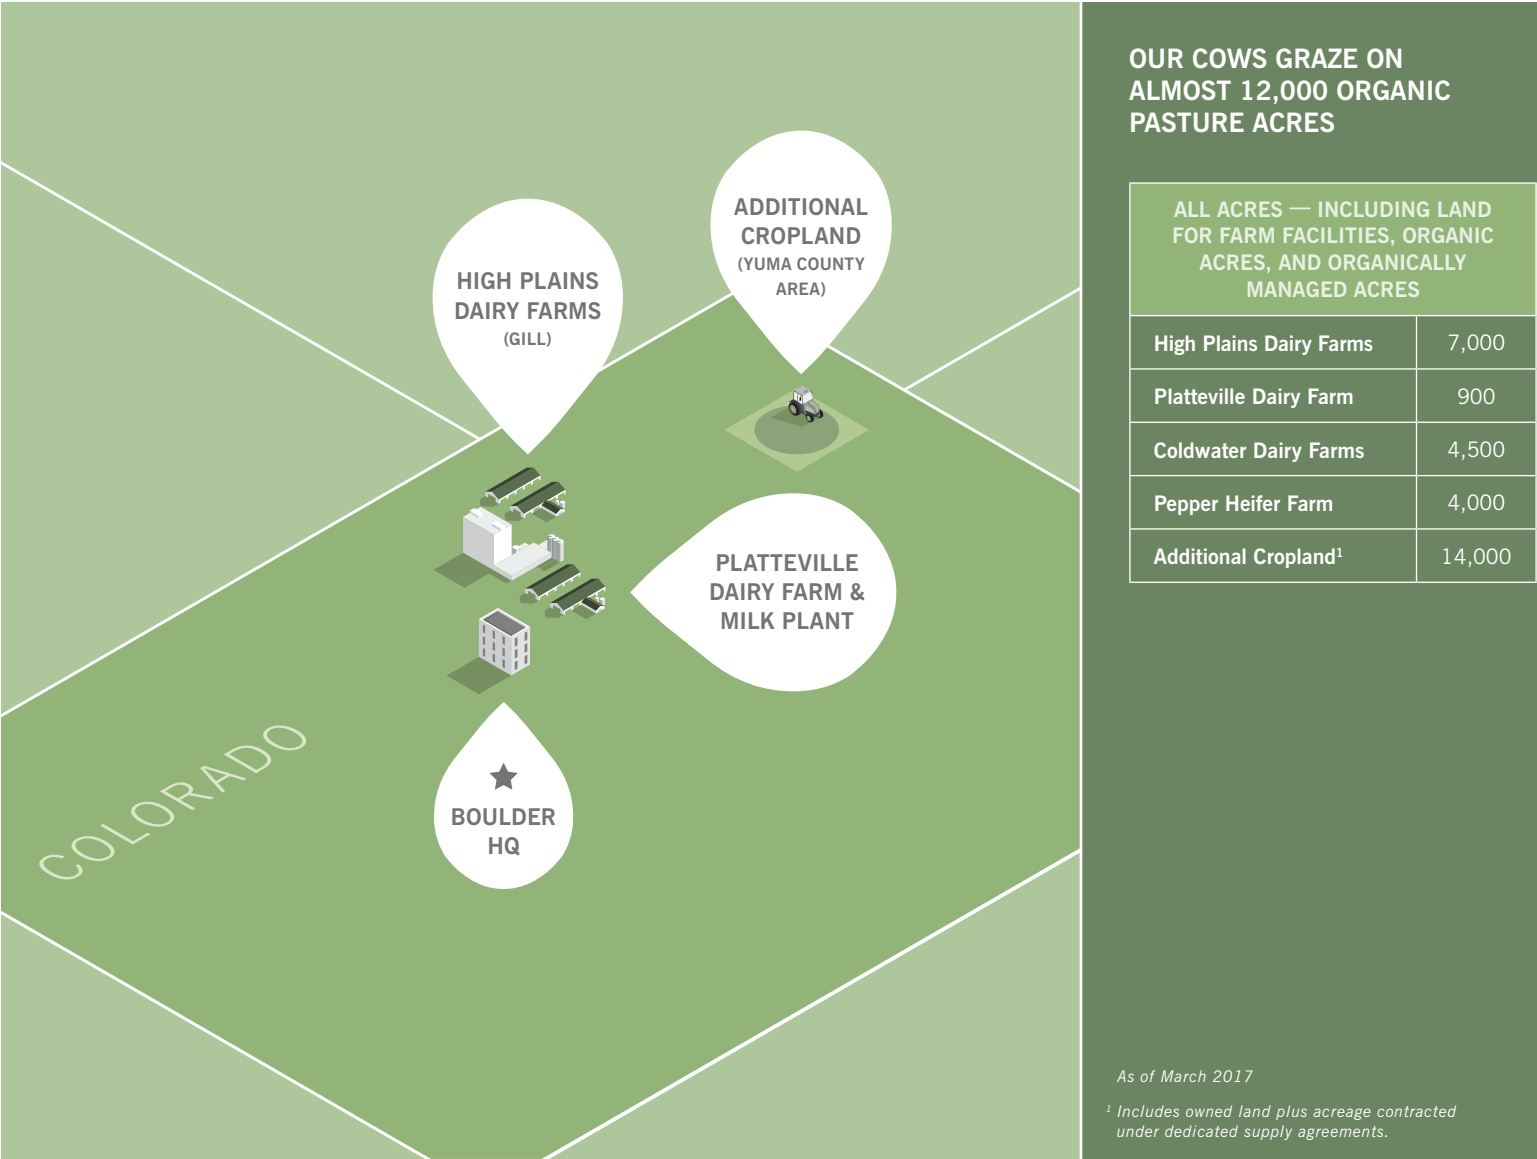 OUR COWS GRAZE ON
ALMOST 12,000 ORGANIC
PASTURE ACRES
ADDITIONAL
CROPLAND
(YUMA COUNTY
AREA)
HIGH PLAINS
DAIRY FARMS
(GILL)
PLATTEVILLE
DAIRY FARM &
MILK PLANT
BOULDER
HQ
COLORADO
ALL ACRES — INCLUDING LAND
FOR FARM FACILITIES, ORGANIC
ACRES, AND ORGANICALLY
MANAGED ACRES
High Plains Dairy Farms 7,000
Platteville Dairy Farm 900
Coldwater Dairy Farms 4,500
Pepper Heifer Farm 4,000
Additional Cropland¹ 14,000
As of March 2017
¹ Includes owned land plus acreage contracted
under dedicated supply agreements.